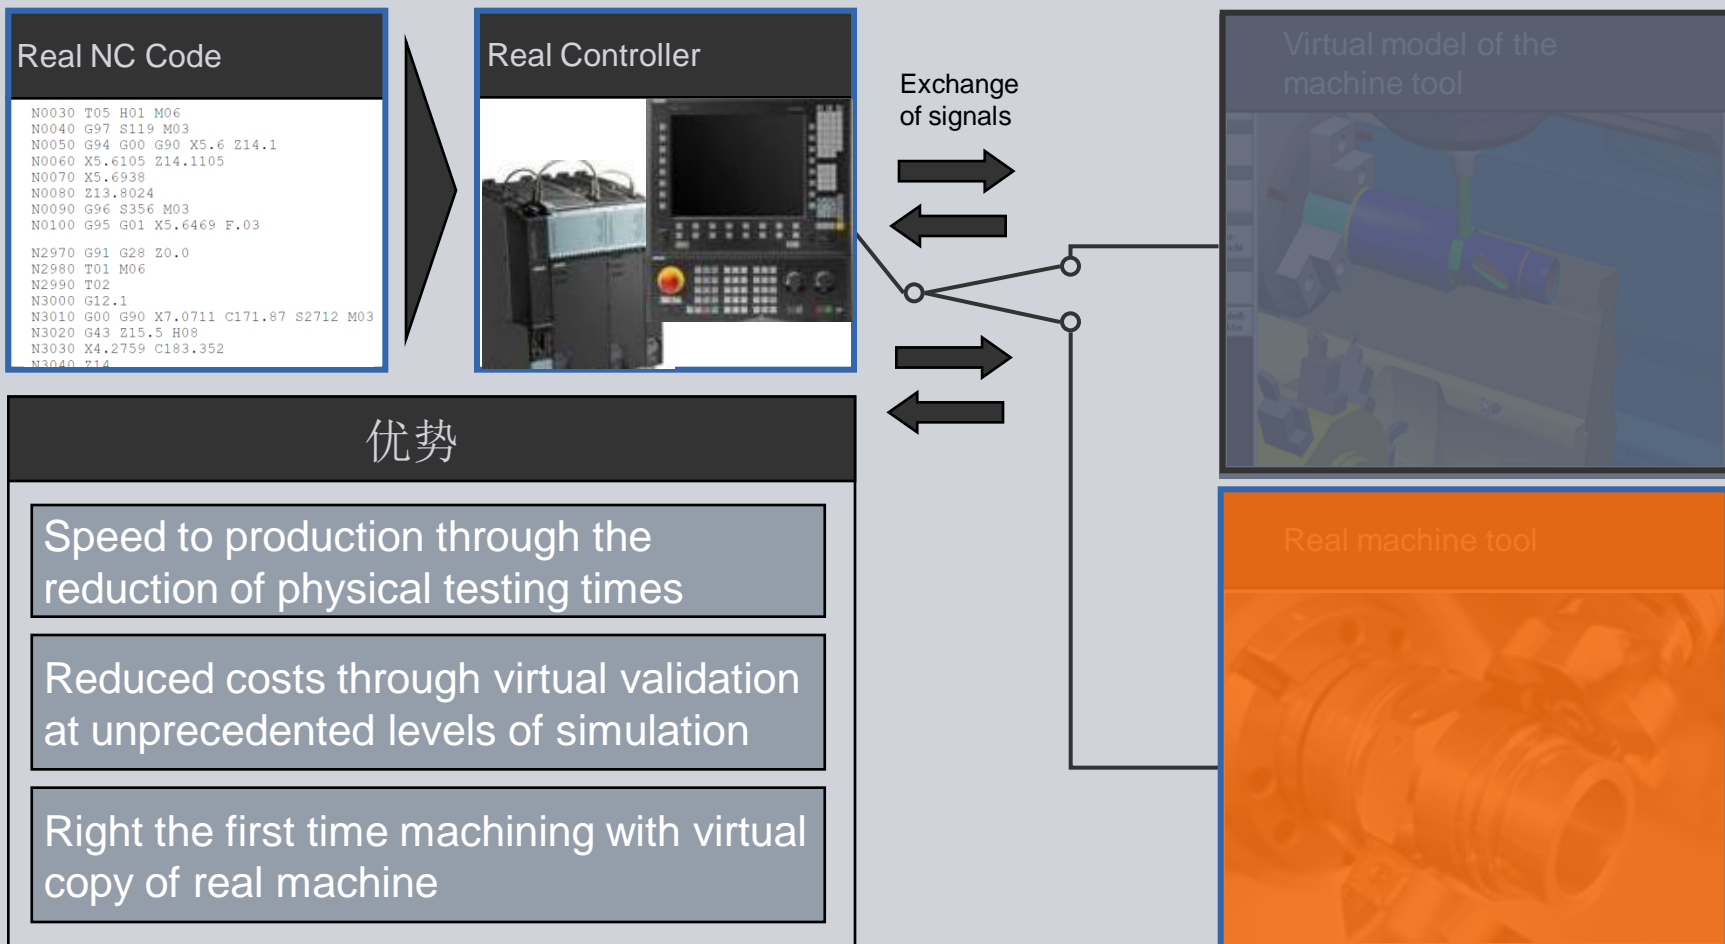 Real NC Code
N0030 T05 H01 M06
N0040 G97 S119 M03
N0050 G94 G00 G90 X5.6 Z14.1
N0060 X5.6105 Z14.1105
N0070 X5.6938
N0080 Z13.8024
N0090 G96 S356 M03
N0100 G95 G01 X5.6469 F.03
N2970 G91 G28 Z0.0
N2980 T01 M06
N2990 T02
N3000 G12.1
N3010 G00 G90 X7.0711 C171.87 S2712 M03
N3020 G43 Z15.5 H08
N3030 X4.2759 C183.352
N3040 Z14
Real Controller
Exchange
of signals
Virtual model of the
machine tool
Real machine tool
优势
Speed to production through the
reduction of physical testing times
Reduced costs through virtual validation
at unprecedented levels of simulation
Right the first time machining with virtual
copy of real machine